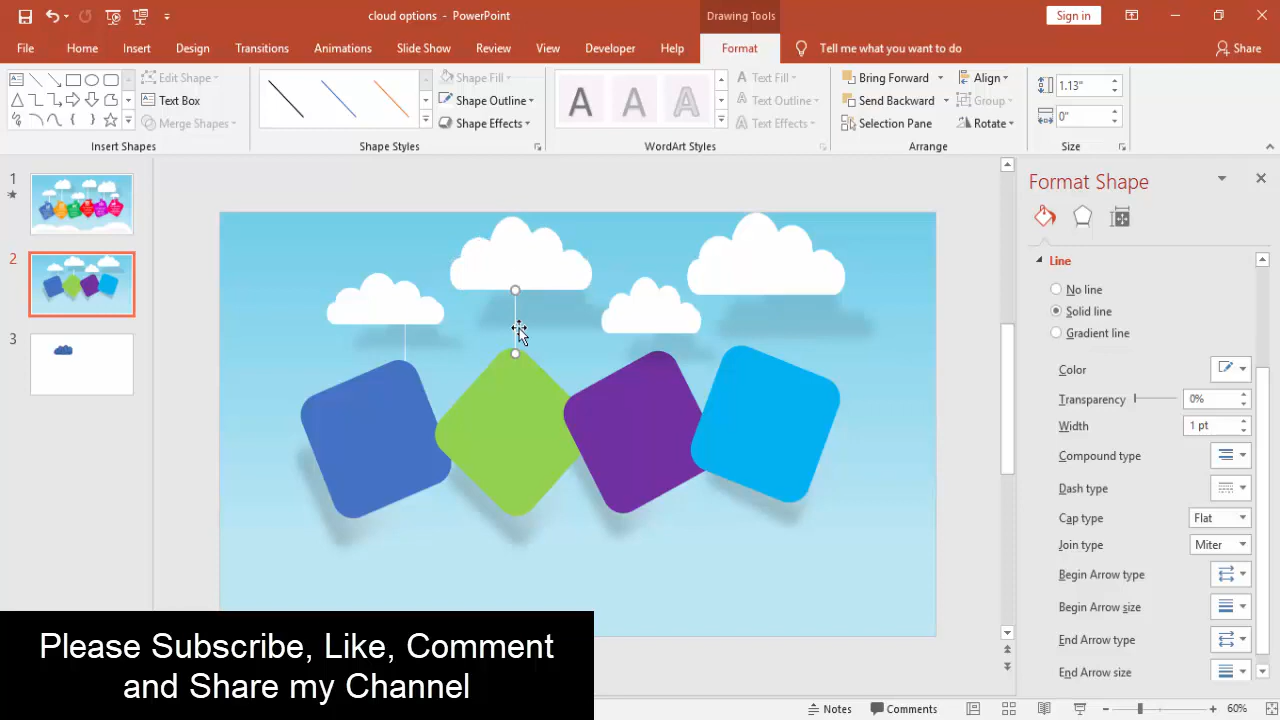 cloud options - PowerPoint
Drawing Tools
Sign in
File Home Insert Design Transitions Animations Slide Show Review View Developer Help Format Tell me what you want to do Share
Edit Shape
Text Box
Merge Shapes
Insert Shapes
Shape Fill
Shape Outline
Shape Effects
Shape Styles
A A A
Text Fill
Text Outline
Text Effects
WordArt Styles
Bring Forward
Send Backward
Selection Pane
Align
Group
Rotate
Arrange
1.13"
0"
Size
1
2
3
Format Shape
Line
No line
Solid line
Gradient line
Color
Transparency 0%
Width 1 pt
Compound type
Dash type
Cap type Flat
Join type Miter
Begin Arrow type
Begin Arrow size
End Arrow type
End Arrow size
Please Subscribe, Like, Comment
and Share my Channel
Notes Comments 60%